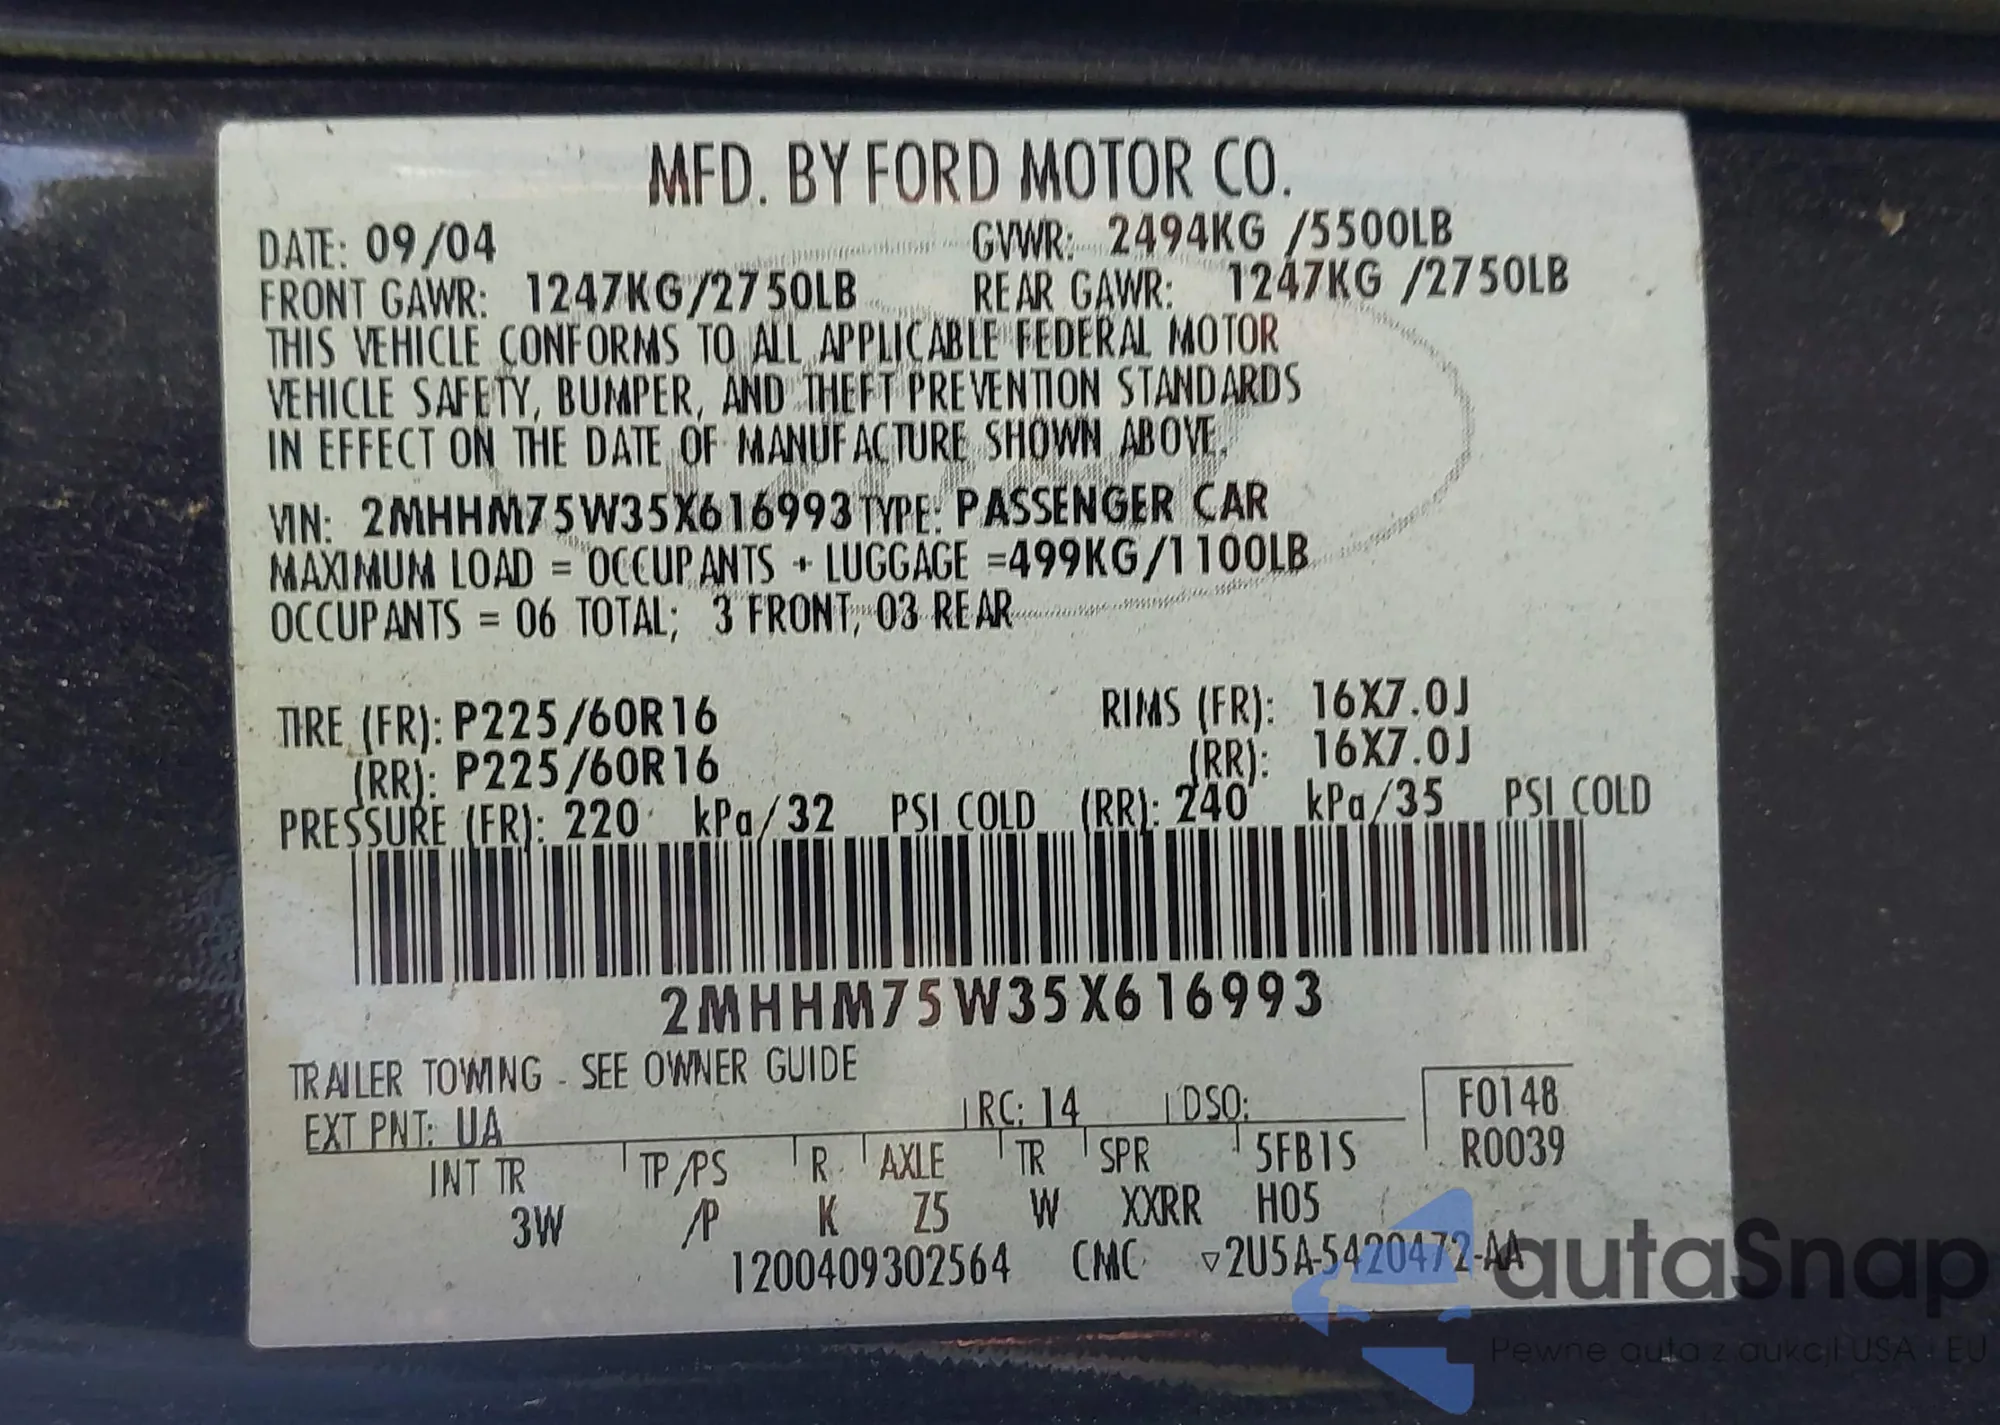 MFD. BY FORD MOTOR CO.
DATE: 09/04 GVWR: 2494KG /5500LB
FRONT GAWR: 1247KG/2750LB REAR GAWR: 1247KG /2750LB
THIS VEHICLE CONFORMS TO ALL APPLICABLE FEDERAL MOTOR
VEHICLE SAFETY, BUMPER, AND THEFT PREVENTION STANDARDS
IN EFFECT ON THE DATE OF MANUFACTURE SHOWN ABOVE.
VIN: 2MHHM75W35X616993 TYPE: PASSENGER CAR
MAXIMUM LOAD = OCCUPANTS + LUGGAGE =499KG/1100LB
OCCUPANTS = 06 TOTAL; 3 FRONT, 03 REAR
TIRE (FR): P225/60R16 RIMS (FR): 16X7.0J
(RR): P225/60R16 (RR): 16X7.0J
PRESSURE (FR): 220 kPa/32 PSI COLD (RR): 240 kPa/35 PSI COLD
2MHHM75W35X616993
TRAILER TOWING - SEE OWNER GUIDE
EXT PNT: UA RC: 14 DSO: F0148
INT TR TP/PS R AXLE TR SPR 5FB1S R0039
3W /P K Z5 W XXRR H05
1200409302564 CMC ▽2U5A-5420472-AA
autaSnap
Pewne auta z aukcji USA i EU